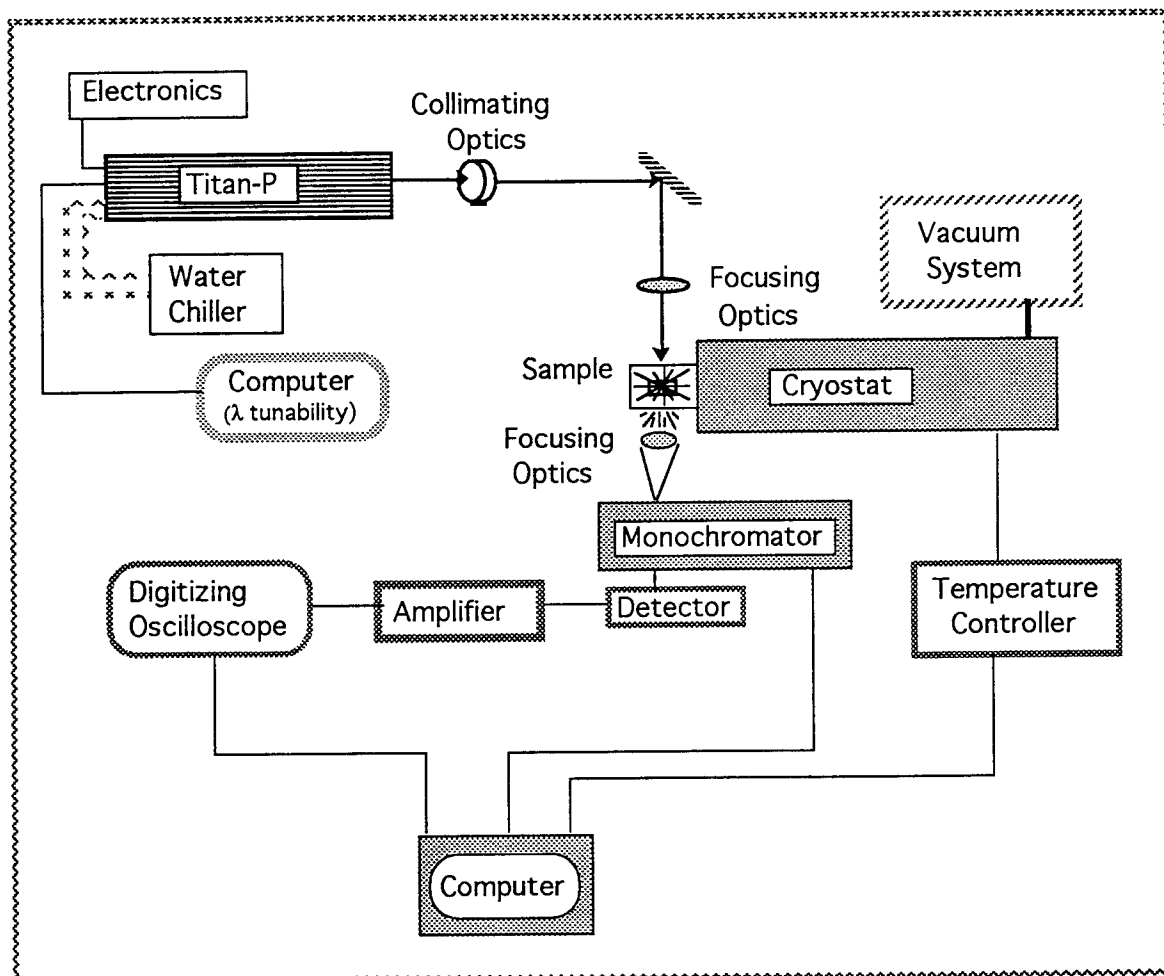 Electronics
Collimating
Optics
Titan-P
Vacuum
System
Water
Chiller
Focusing
Optics
Sample
Cryostat
Computer
(λ tunability)
Focusing
Optics
Monochromator
Digitizing
Oscilloscope
Amplifier
Detector
Temperature
Controller
Computer